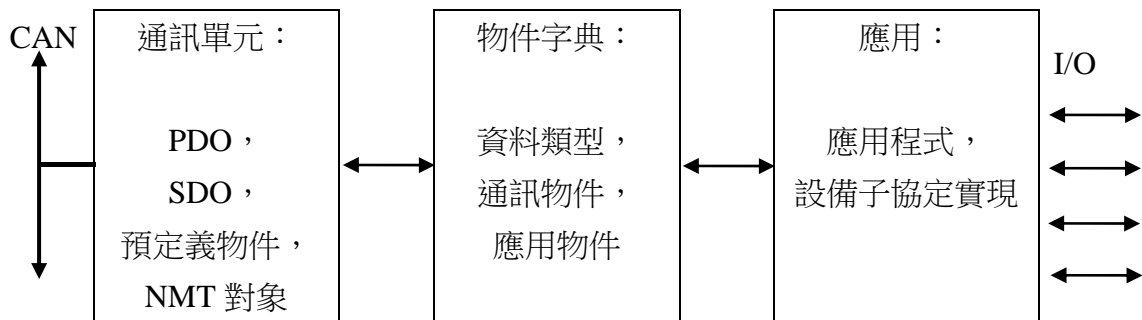 CAN
通訊單元：
PDO，
SDO，
預定義物件，
NMT 對象
物件字典：
資料類型，
通訊物件，
應用物件
應用：
應用程式，
設備子協定實現
I/O